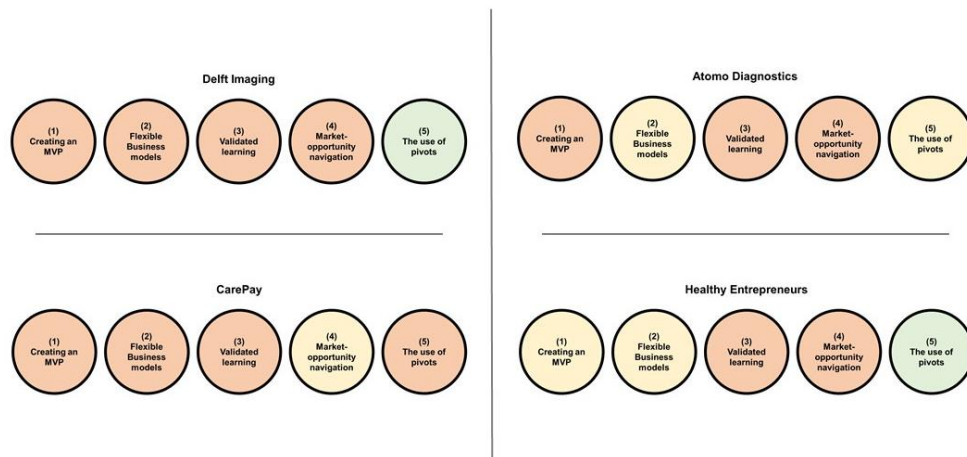 Delft Imaging
(1)
Creating an
MVP
(2)
Flexible
Business
models
(3)
Validated
learning
(4)
Market-
opportunity
navigation
(5)
The use of
pivots
Atomo Diagnostics
(1)
Creating an
MVP
(2)
Flexible
Business
models
(3)
Validated
learning
(4)
Market-
opportunity
navigation
(5)
The use of
pivots
CarePay
(1)
Creating an
MVP
(2)
Flexible
Business
models
(3)
Validated
learning
(4)
Market-
opportunity
navigation
(5)
The use of
pivots
Healthy Entrepreneurs
(1)
Creating an
MVP
(2)
Flexible
Business
models
(3)
Validated
learning
(4)
Market-
opportunity
navigation
(5)
The use of
pivots